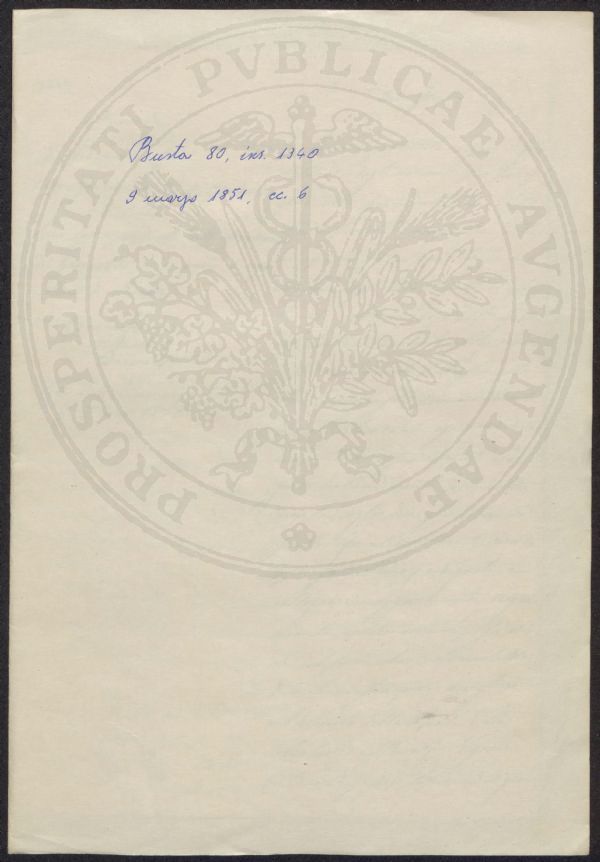 Busta 80, ins. 1340
9 marzo 1851, cc. 6
PROSPERITATI PVBLICAE AVGENDAE